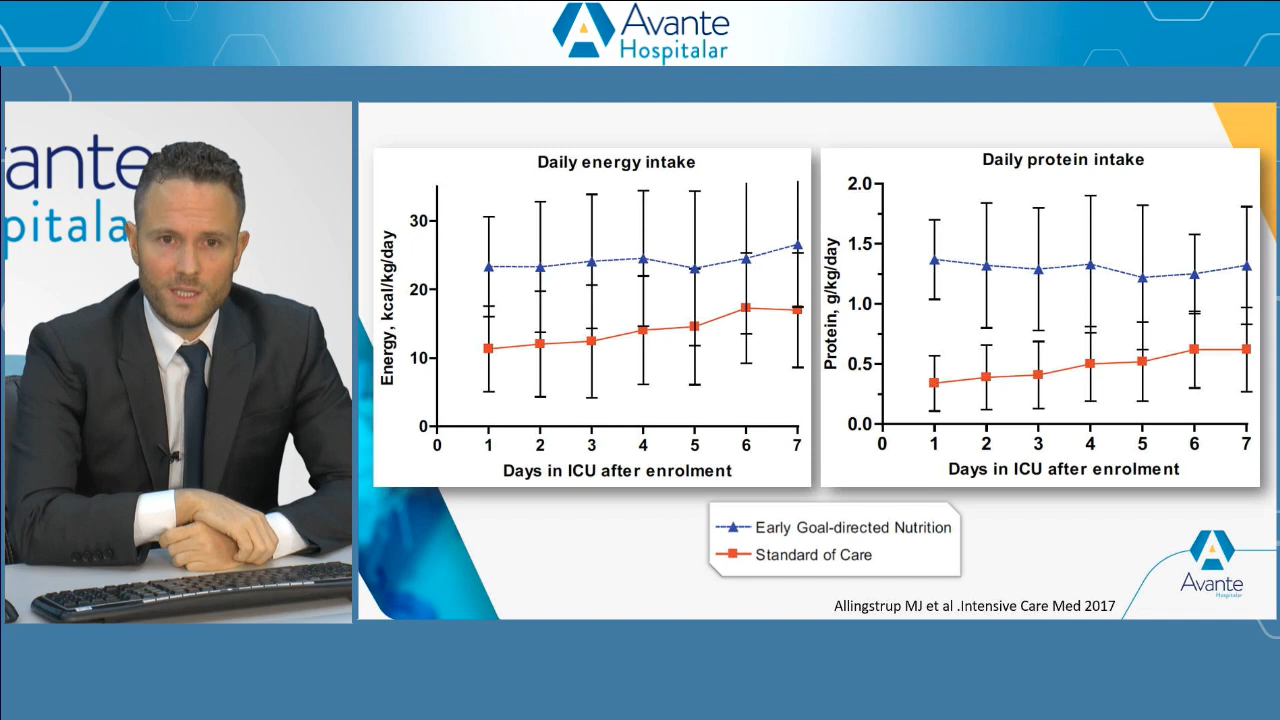 Avante
Hospitalar
vante
pitala
Daily energy intake
Energy, kcal/kg/day
30
20
10
0
0 1 2 3 4 5 6 7
Days in ICU after enrolment
Daily protein intake
Protein, g/kg/day
2.0
1.5
1.0
0.5
0.0
0 1 2 3 4 5 6 7
Days in ICU after enrolment
Early Goal-directed Nutrition
Standard of Care
Allingstrup MJ et al .Intensive Care Med 2017
Avante
Hospitalar